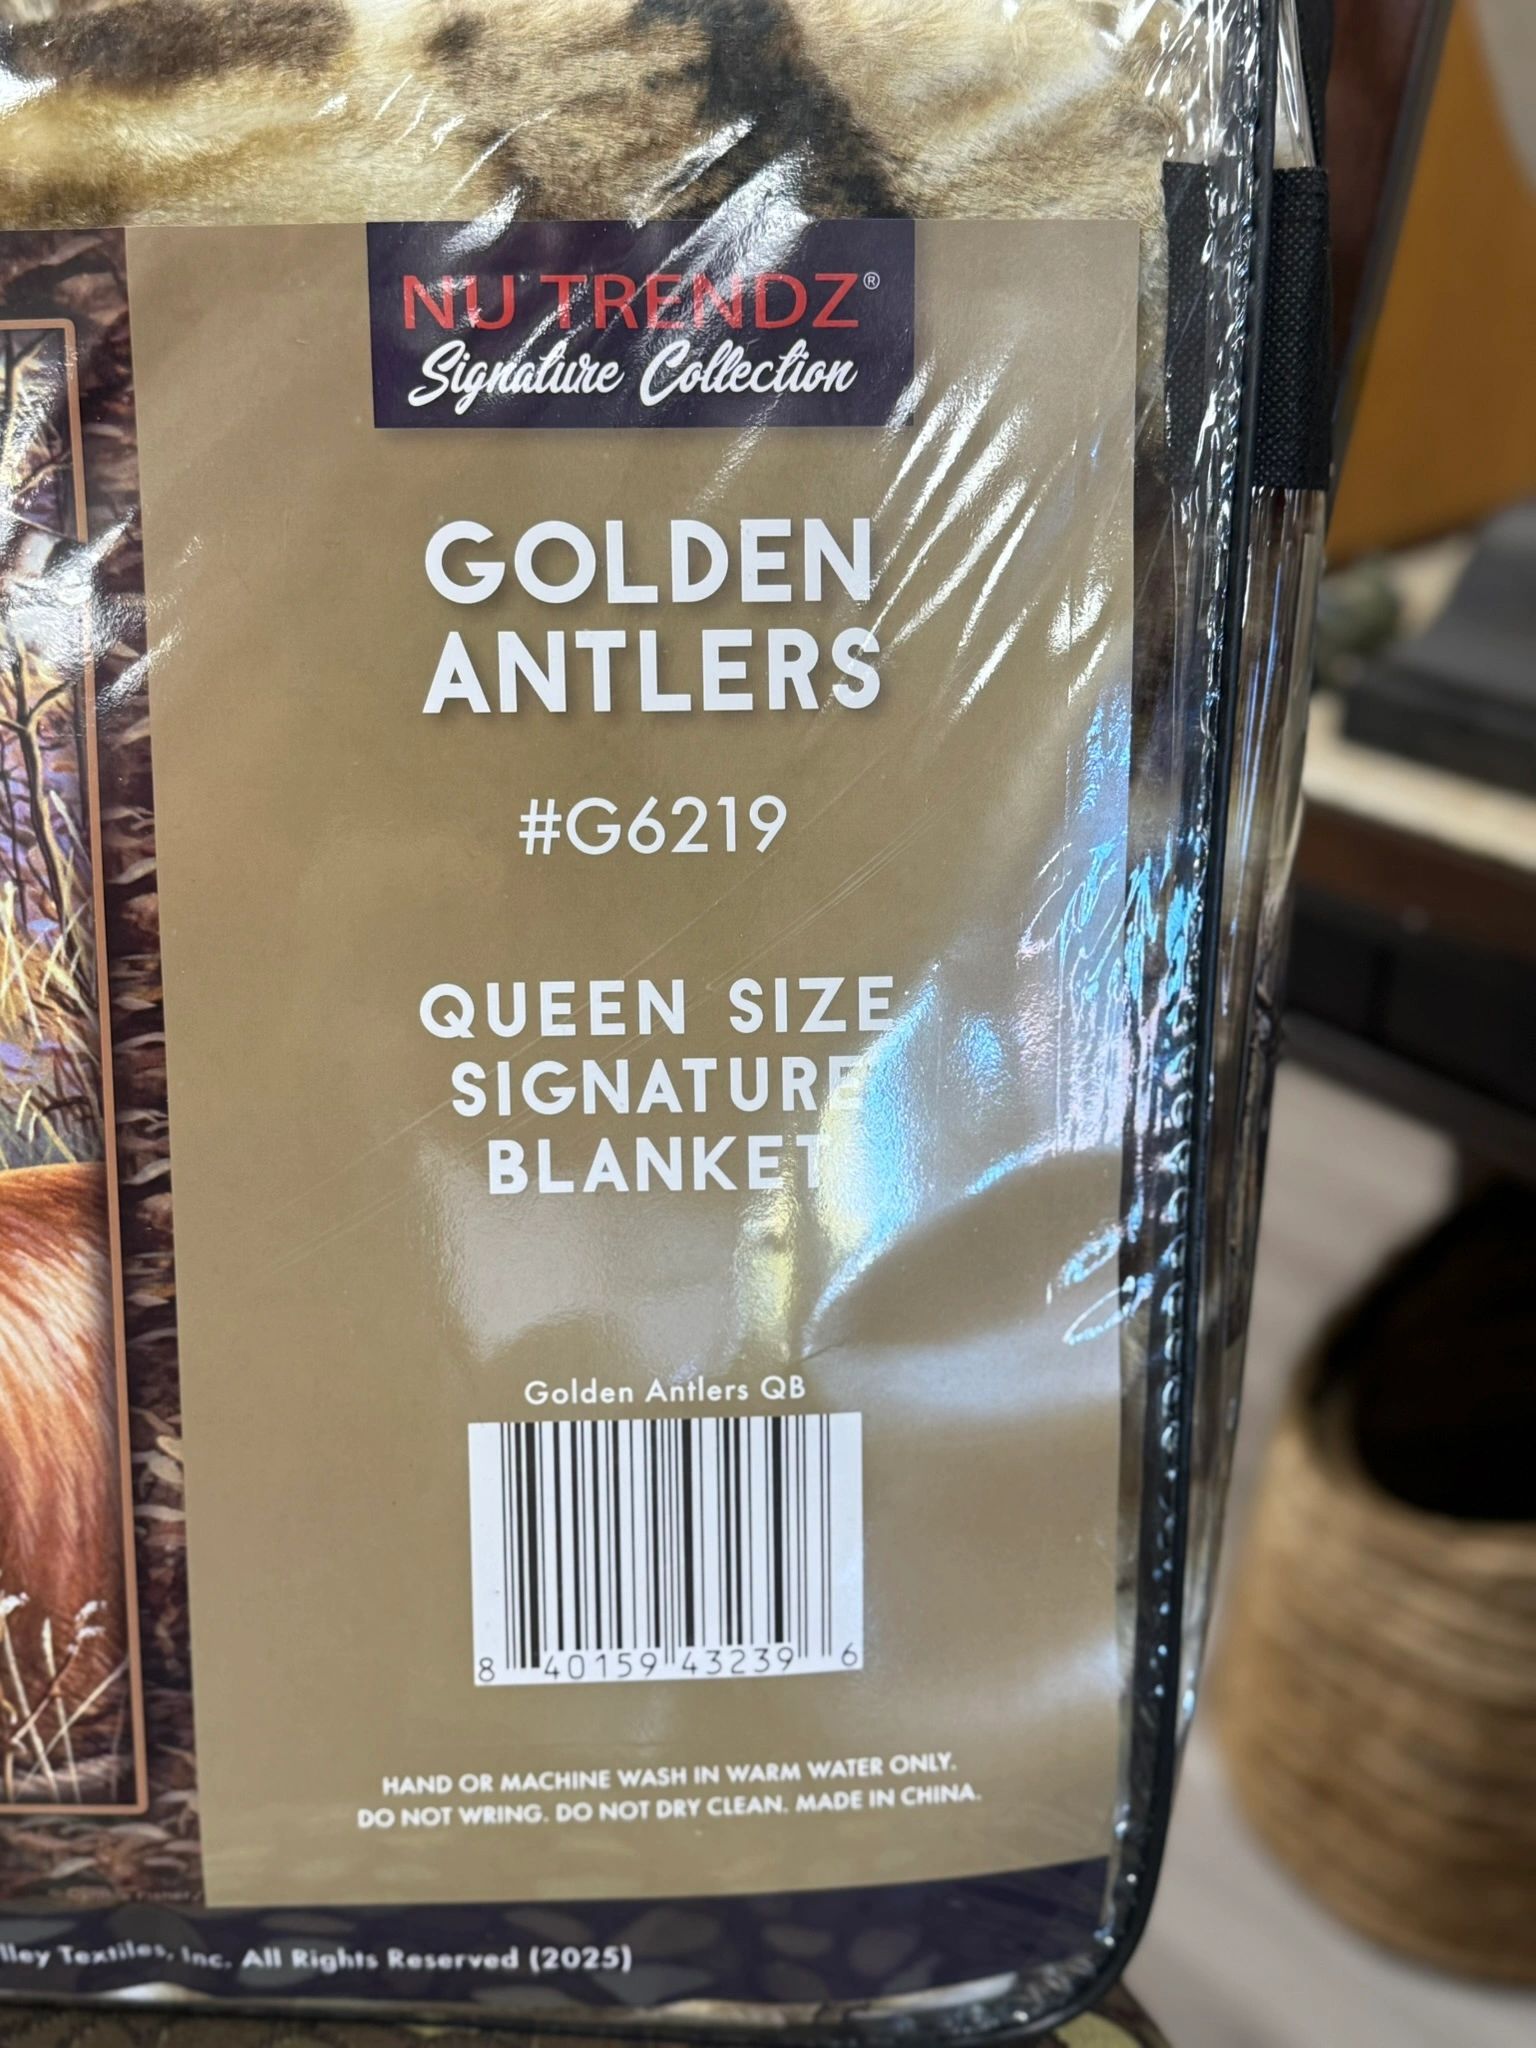 NU TRENDZ®
Signature Collection
GOLDEN
ANTLERS
#G6219
QUEEN SIZE
SIGNATURE
BLANKET
Golden Antlers QB
8 40159 43239 6
HAND OR MACHINE WASH IN WARM WATER ONLY.
DO NOT WRING. DO NOT DRY CLEAN. MADE IN CHINA.
Fisher
Textiles, Inc. All Rights Reserved (2025)